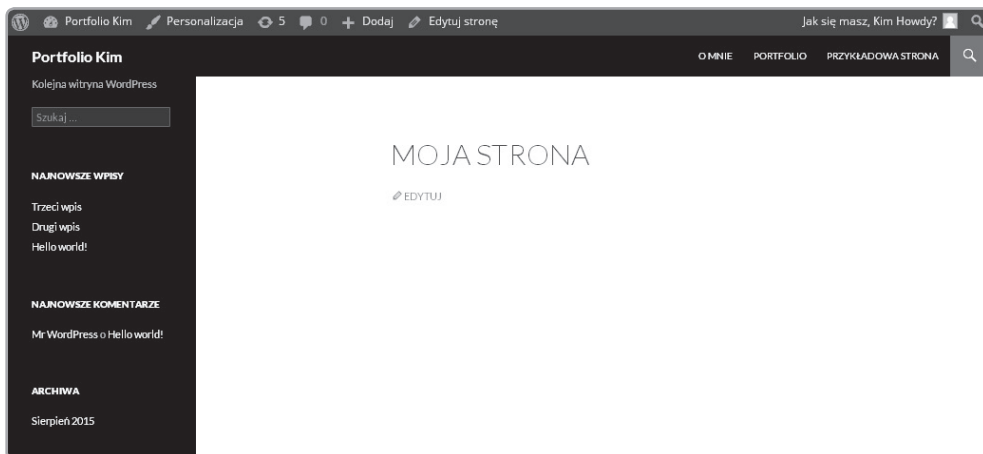 Portfolio Kim Personalizacja 5 0 Dodaj Edytuj stronę Jak się masz, Kim Howdy?
Portfolio Kim O MNIE PORTFOLIO PRZYKŁADOWA STRONA
Kolejna witryna WordPress
Szukaj ...
MOJA STRONA
EDYTUJ
NAJNOWSZE WPISY
Trzeci wpis
Drugi wpis
Hello world!
NAJNOWSZE KOMENTARZE
Mr WordPress o Hello world!
ARCHIWA
Sierpień 2015